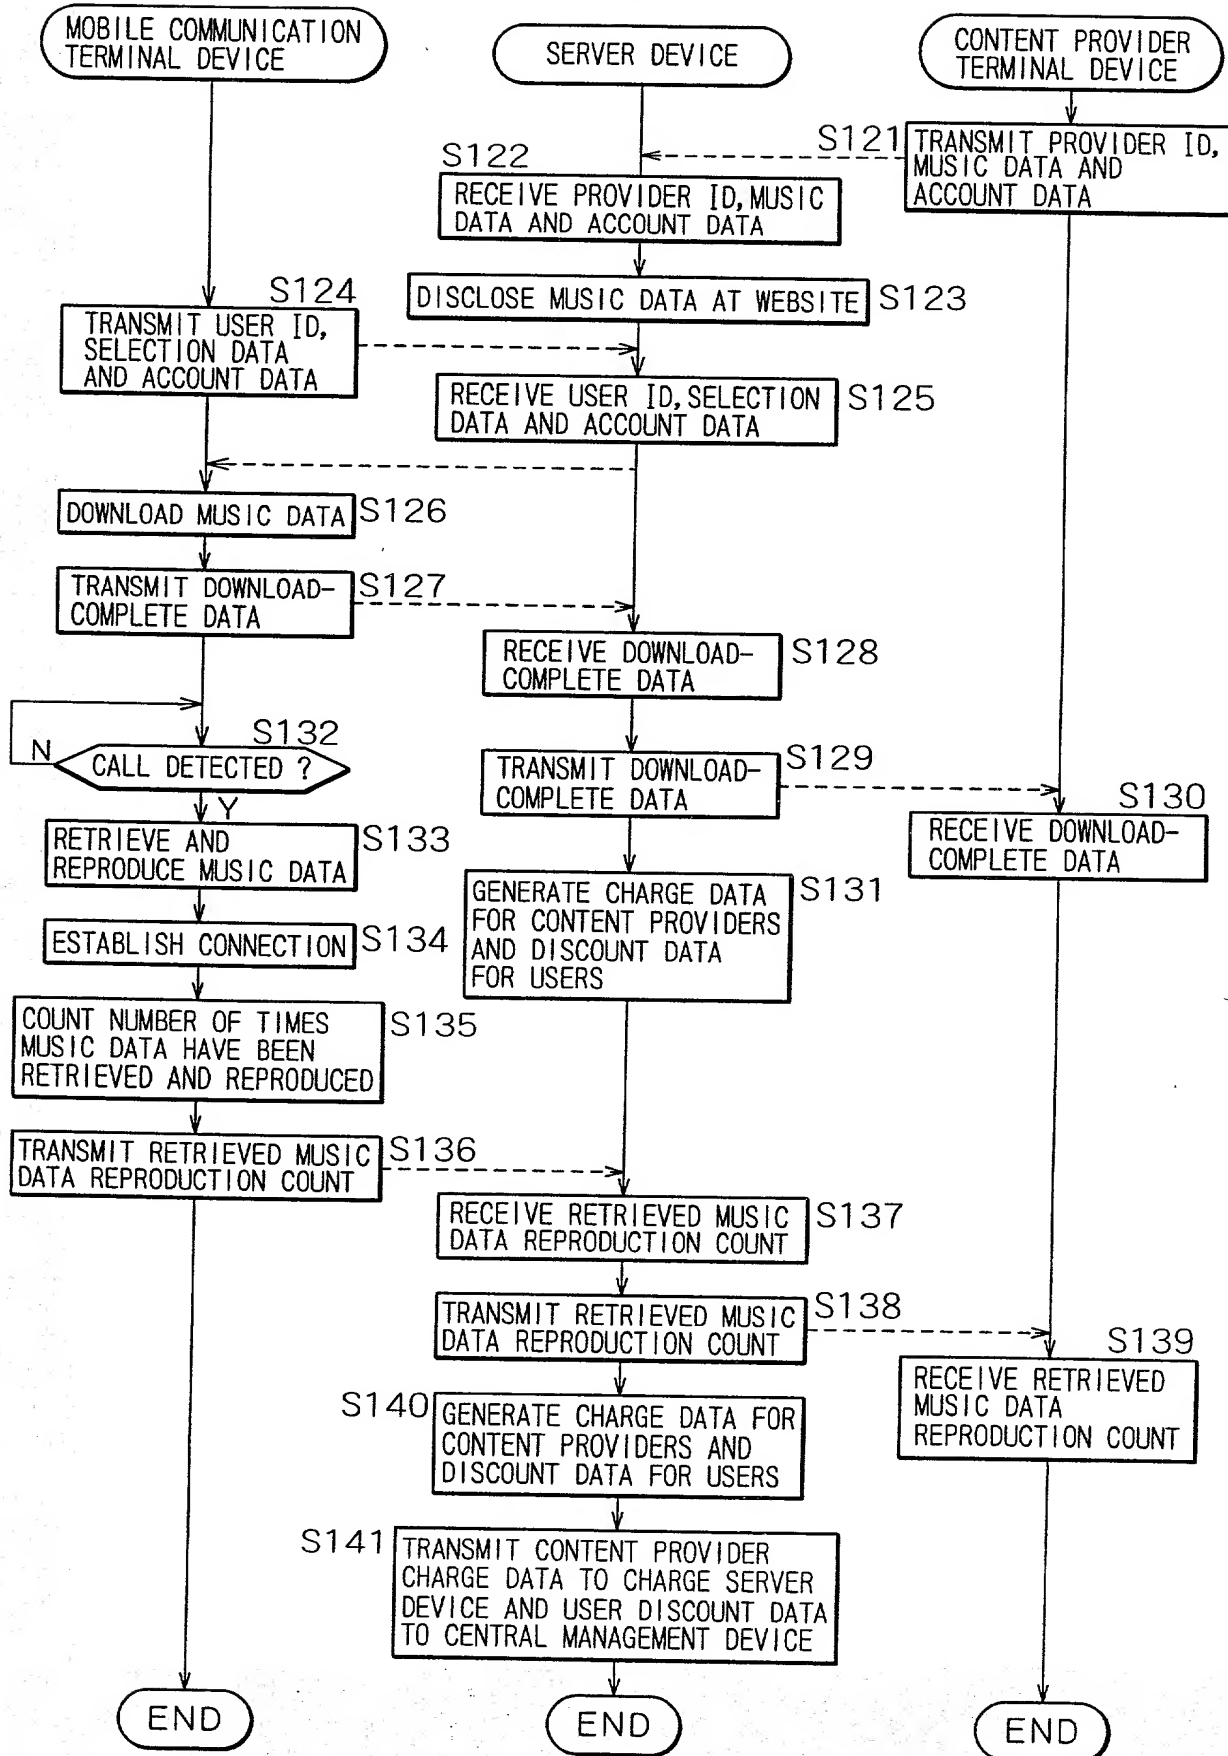 MOBILE COMMUNICATION
TERMINAL DEVICE
SERVER DEVICE
CONTENT PROVIDER
TERMINAL DEVICE
S121
TRANSMIT PROVIDER ID,
MUSIC DATA AND
ACCOUNT DATA
S122
RECEIVE PROVIDER ID, MUSIC
DATA AND ACCOUNT DATA
DISCLOSE MUSIC DATA AT WEBSITE
S123
S124
TRANSMIT USER ID,
SELECTION DATA
AND ACCOUNT DATA
RECEIVE USER ID, SELECTION
DATA AND ACCOUNT DATA
S125
DOWNLOAD MUSIC DATA
S126
TRANSMIT DOWNLOAD-
COMPLETE DATA
S127
RECEIVE DOWNLOAD-
COMPLETE DATA
S128
S132
N
CALL DETECTED ?
Y
TRANSMIT DOWNLOAD-
COMPLETE DATA
S129
S130
RECEIVE DOWNLOAD-
COMPLETE DATA
RETRIEVE AND
REPRODUCE MUSIC DATA
S133
GENERATE CHARGE DATA
FOR CONTENT PROVIDERS
AND DISCOUNT DATA
FOR USERS
S131
ESTABLISH CONNECTION
S134
COUNT NUMBER OF TIMES
MUSIC DATA HAVE BEEN
RETRIEVED AND REPRODUCED
S135
TRANSMIT RETRIEVED MUSIC
DATA REPRODUCTION COUNT
S136
RECEIVE RETRIEVED MUSIC
DATA REPRODUCTION COUNT
S137
TRANSMIT RETRIEVED MUSIC
DATA REPRODUCTION COUNT
S138
S139
RECEIVE RETRIEVED
MUSIC DATA
REPRODUCTION COUNT
S140
GENERATE CHARGE DATA FOR
CONTENT PROVIDERS AND
DISCOUNT DATA FOR USERS
S141
TRANSMIT CONTENT PROVIDER
CHARGE DATA TO CHARGE SERVER
DEVICE AND USER DISCOUNT DATA
TO CENTRAL MANAGEMENT DEVICE
END
END
END